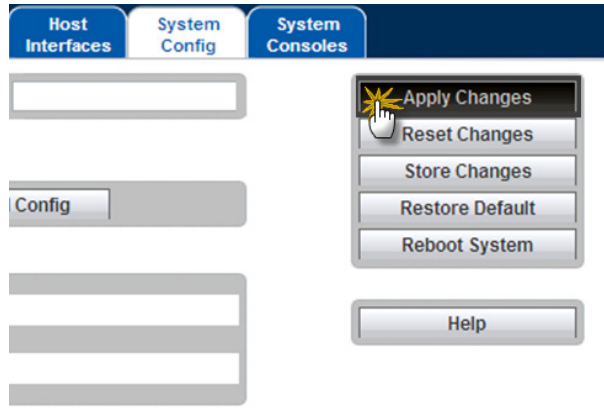 Host
Interfaces
System
Config
System
Consoles
Apply Changes
Reset Changes
Store Changes
Config
Restore Default
Reboot System
Help